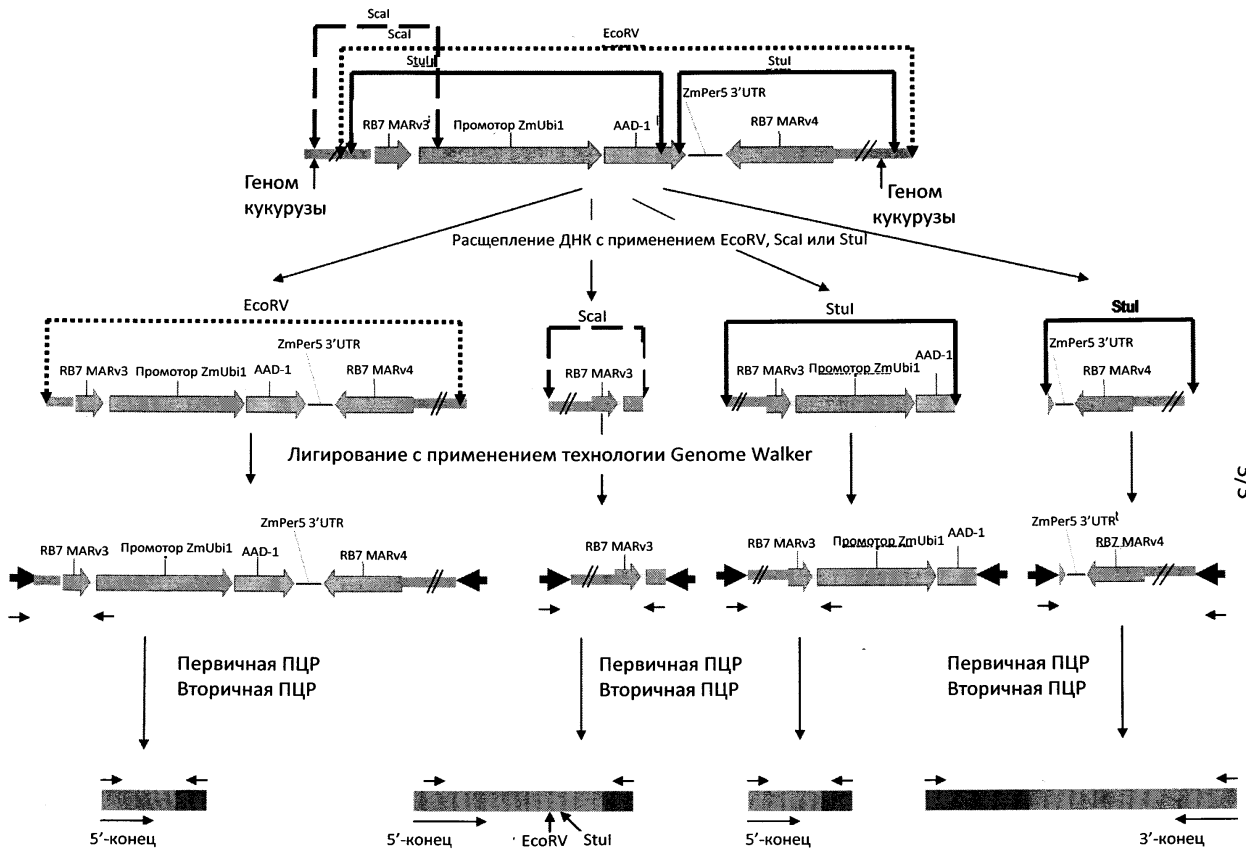 ScaI
ScaI
EcoRV
StuI
StuI
ZmPer5 3’UTR
RB7 MARv3
Промотор ZmUbi1
AAD-1
RB7 MARv4
Геном
кукурузы
Геном
кукурузы
Расщепление ДНК с применением EcoRV, ScaI или StuI
EcoRV
ScaI
StuI
StuI
ZmPer5 3’UTR
RB7 MARv3
Промотор ZmUbi1
AAD-1
RB7 MARv4
RB7 MARv3
RB7 MARv3
Промотор ZmUbi1
AAD-1
ZmPer5 3’UTR
RB7 MARv4
Лигирование с применением технологии Genome Walker
5/5
ZmPer5 3’UTR
RB7 MARv3
Промотор ZmUbi1
AAD-1
RB7 MARv4
RB7 MARv3
RB7 MARv3
Промотор ZmUbi1
AAD-1
ZmPer5 3’UTR
RB7 MARv4
Первичная ПЦР
Вторичная ПЦР
Первичная ПЦР
Вторичная ПЦР
Первичная ПЦР
Вторичная ПЦР
5’-конец
5’-конец
EcoRV
StuI
5’-конец
3’-конец